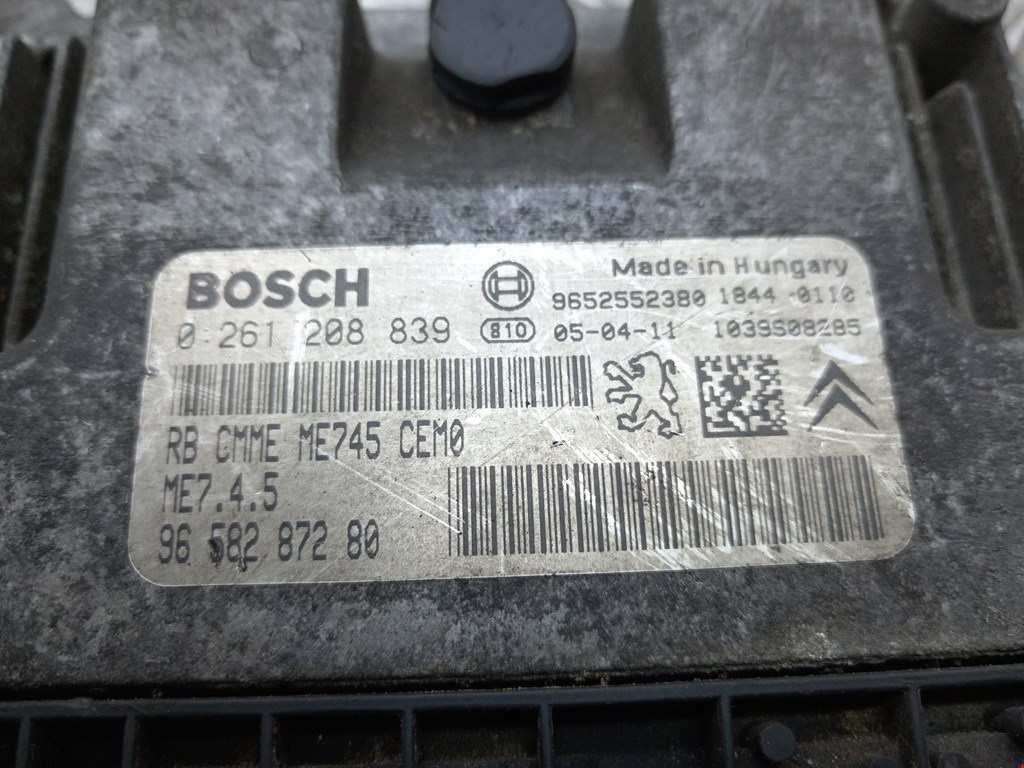 BOSCH
Made in Hungary
9652552380 1844-0110
0 261 208 839 810 05-04-11 1039S08285
RB CMME ME745 CEM0
ME7.4.5
96 582 872 80